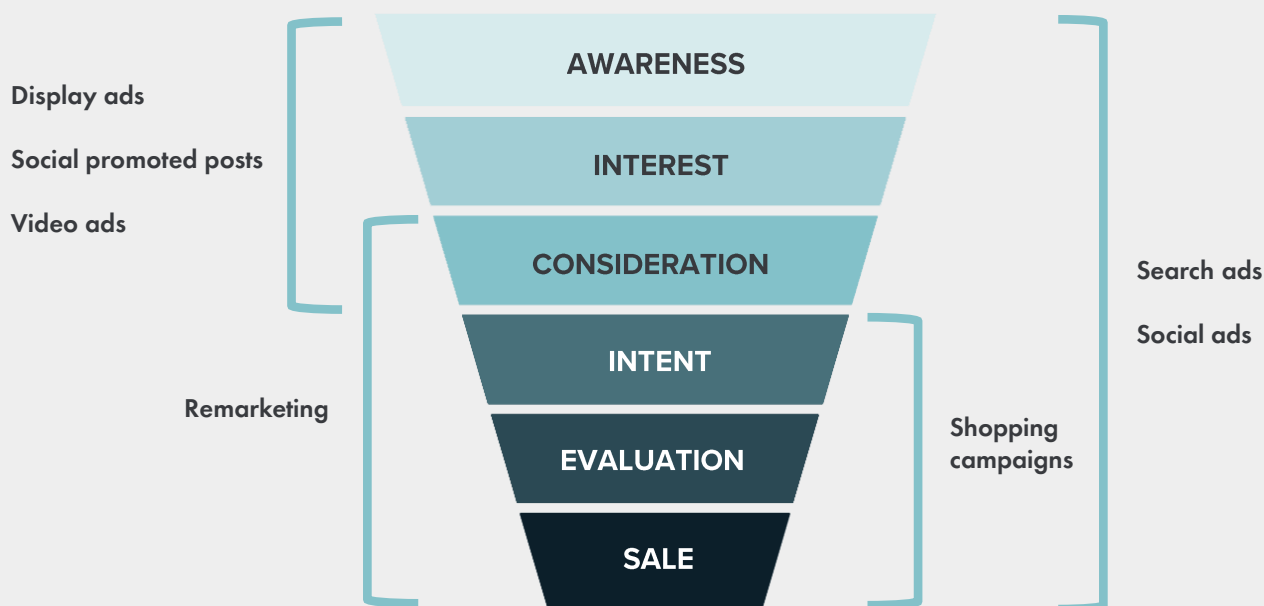 AWARENESS
INTEREST
CONSIDERATION
INTENT
EVALUATION
SALE
Display ads
Social promoted posts
Video ads
Remarketing
Search ads
Social ads
Shopping
campaigns